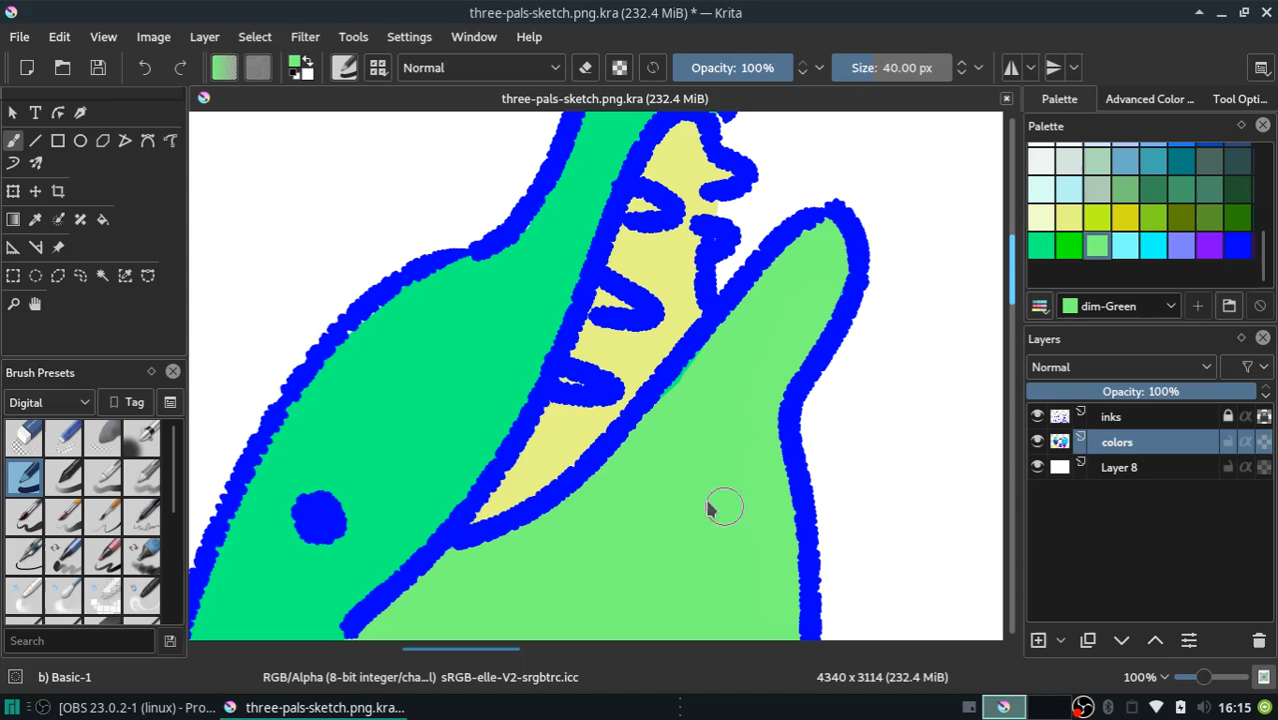 three-pals-sketch.png.kra (232.4 MiB) * — Krita
File Edit View Image Layer Select Filter Tools Settings Window Help
Normal Opacity: 100% Size: 40.00 px
three-pals-sketch.png.kra (232.4 MiB)
Palette Advanced Color ... Tool Opti...
Palette
dim-Green
Layers
Normal
Opacity: 100%
inks
colors
Layer 8
Brush Presets
Digital Tag
Search
b) Basic-1 RGB/Alpha (8-bit integer/cha...l) sRGB-elle-V2-srgbtrc.icc 4340 x 3114 (232.4 MiB) 100%
[OBS 23.0.2-1 (linux) - Pro... three-pals-sketch.png.kra... 16:15